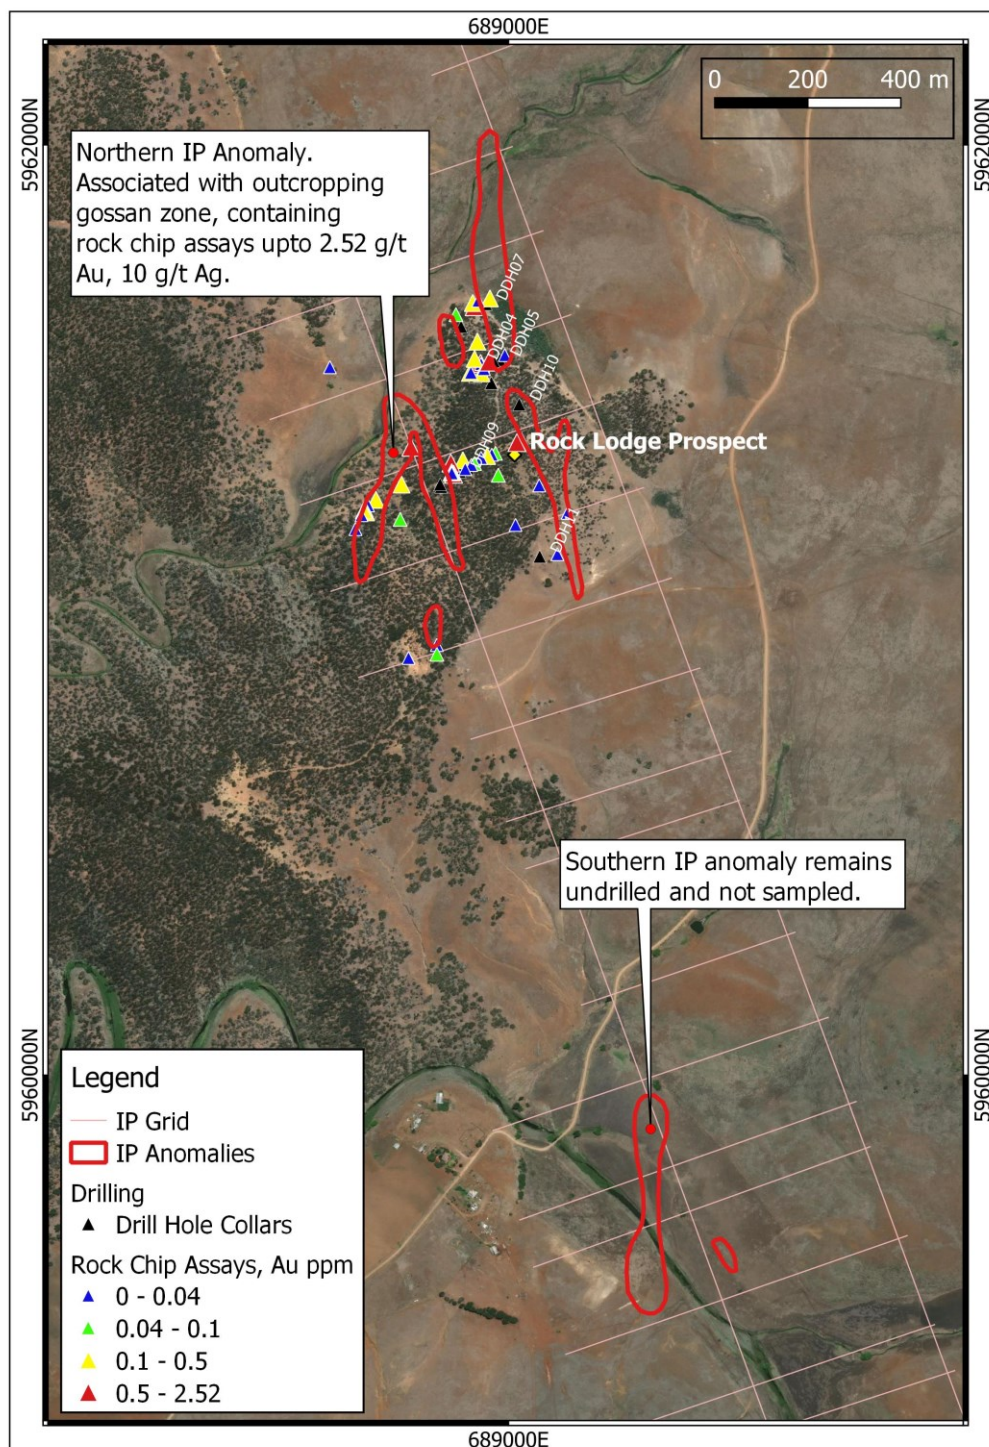 689000E
0 200 400 m
5962000N
5962000N
Northern IP Anomaly.
Associated with outcropping
gossan zone, containing
rock chip assays upto 2.52 g/t
Au, 10 g/t Ag.
DDH07
DDH04
DDH05
DDH10
DDH09
Rock Lodge Prospect
DDH11
Southern IP anomaly remains
undrilled and not sampled.
5960000N
5960000N
Legend
IP Grid
IP Anomalies
Drilling
Drill Hole Collars
Rock Chip Assays, Au ppm
0 - 0.04
0.04 - 0.1
0.1 - 0.5
0.5 - 2.52
689000E